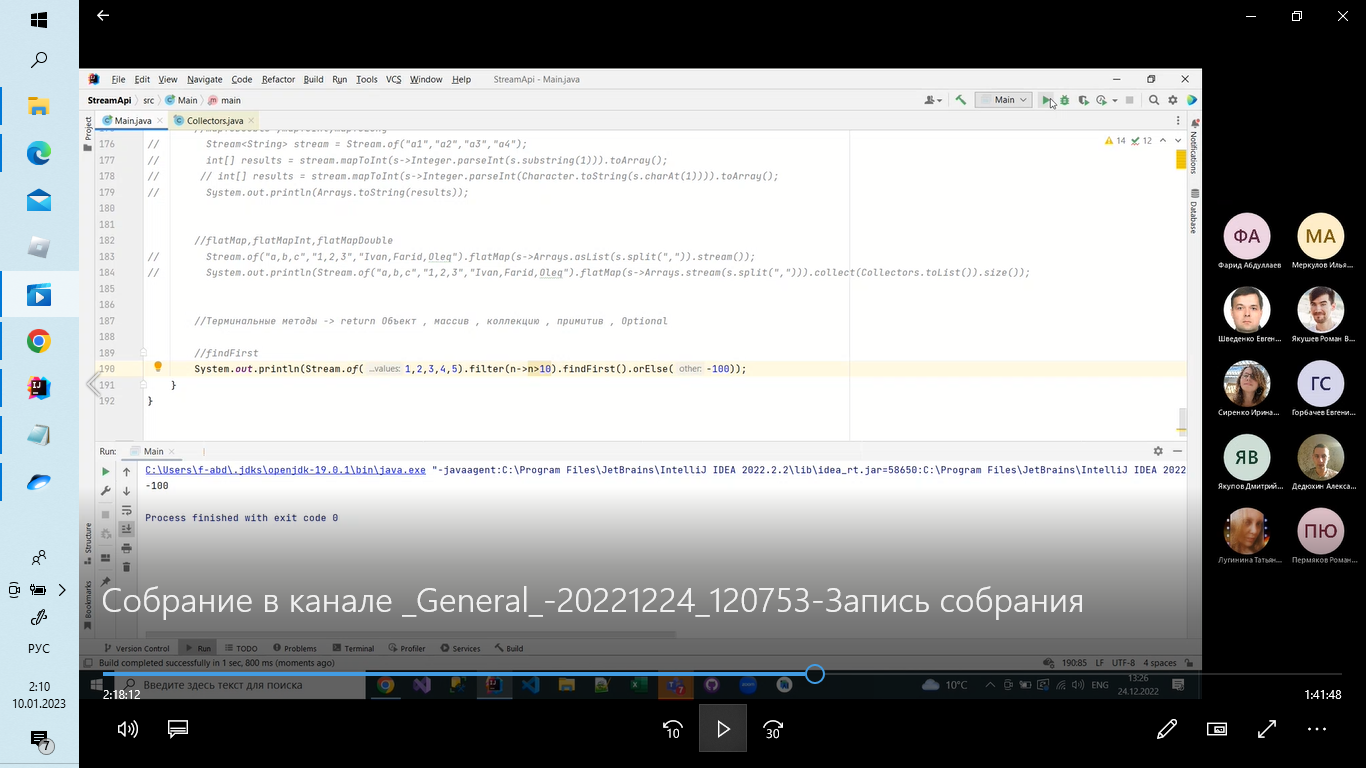 File Edit View Navigate Code Refactor Build Run Tools VCS Window Help StreamApi - Main.java
StreamApi src Main main Main
Main.java Collectors.java
Project
176 // Stream<String> stream = Stream.of("a1","a2","a3","a4"); 14 12
177 // int[] results = stream.mapToInt(s->Integer.parseInt(s.substring(1))).toArray();
178 // // int[] results = stream.mapToInt(s->Integer.parseInt(Character.toString(s.charAt(1)))).toArray();
179 // System.out.println(Arrays.toString(results));
180
181
182 //flatMap,flatMapInt,flatMapDouble
183 // Stream.of("a,b,c","1,2,3","Ivan,Farid,Oleq").flatMap(s->Arrays.asList(s.split(",")).stream());
184 // System.out.println(Stream.of("a,b,c","1,2,3","Ivan,Farid,Oleq").flatMap(s->Arrays.stream(s.split(","))).collect(Collectors.toList()).size());
185
186
187 //Терминальные методы -> return Объект , массив , коллекцию , примитив , Optional
188
189 //findFirst
190 System.out.println(Stream.of( ...values: 1,2,3,4,5).filter(n->n>10).findFirst().orElse( other: -100));
191 }
192 }
Notifications
Database
Run: Main
C:\Users\f-abd\.jdks\openjdk-19.0.1\bin\java.exe "-javaagent:C:\Program Files\JetBrains\IntelliJ IDEA 2022.2.2\lib\idea_rt.jar=58650:C:\Program Files\JetBrains\IntelliJ IDEA 2022
-100
Process finished with exit code 0
Structure
Bookmarks
Собрание в канале _General_-20221224_120753-Запись собрания
Version Control Run TODO Problems Terminal Profiler Services Build
Build completed successfully in 1 sec, 800 ms (moments ago) 190:85 LF UTF-8 4 spaces
Введите здесь текст для поиска 7 10°C ENG 13:26
24.12.2022
2:18:12 1:41:48
10 30
ФА МА
Фарид Абдуллаев Меркулов Илья...
Шведенко Евген... Якушев Роман В...
ГС
Сиренко Ирина... Горбачев Евгени...
ЯВ
Якупов Дмитрий... Дедюхин Алекса...
ПЮ
Лугинина Татьян... Пермяков Роман...
РУС
2:10
10.01.2023
7